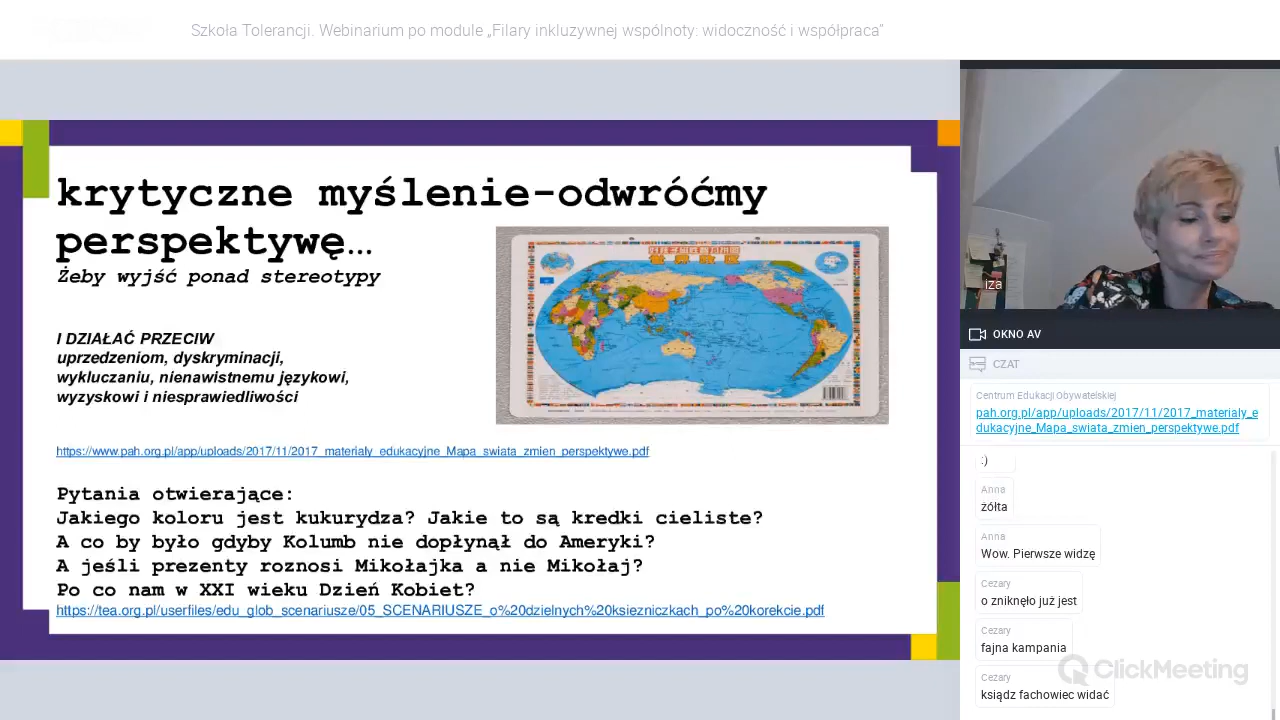 Szkoła Tolerancji. Webinarium po module „Filary inkluzywnej wspólnoty: widoczność i współpraca"
krytyczne myślenie-odwróćmy
perspektywę…
Żeby wyjść ponad stereotypy
I DZIAŁAĆ PRZECIW
uprzedzeniom, dyskryminacji,
wykluczaniu, nienawistnemu językowi,
wyzyskowi i niesprawiedliwości
https://www.pah.org.pl/app/uploads/2017/11/2017_materialy_edukacyjne_Mapa_swiata_zmien_perspektywe.pdf
Pytania otwierające:
Jakiego koloru jest kukurydza? Jakie to są kredki cieliste?
A co by było gdyby Kolumb nie dopłynął do Ameryki?
A jeśli prezenty roznosi Mikołajka a nie Mikołaj?
Po co nam w XXI wieku Dzień Kobiet?
https://tea.org.pl/userfiles/edu_glob_scenariusze/05_SCENARIUSZE_o%20dzielnych%20ksiezniczkach_po%20korekcie.pdf
iza
OKNO AV
CZAT
Centrum Edukacji Obywatelskiej
pah.org.pl/app/uploads/2017/11/2017_materialy_e
dukacyjne_Mapa_swiata_zmien_perspektywe.pdf
:)
Anna
żółta
Anna
Wow. Pierwsze widzę
Cezary
o zniknęło już jest
Cezary
fajna kampania
Cezary
ksiądz fachowiec widać
ClickMeeting